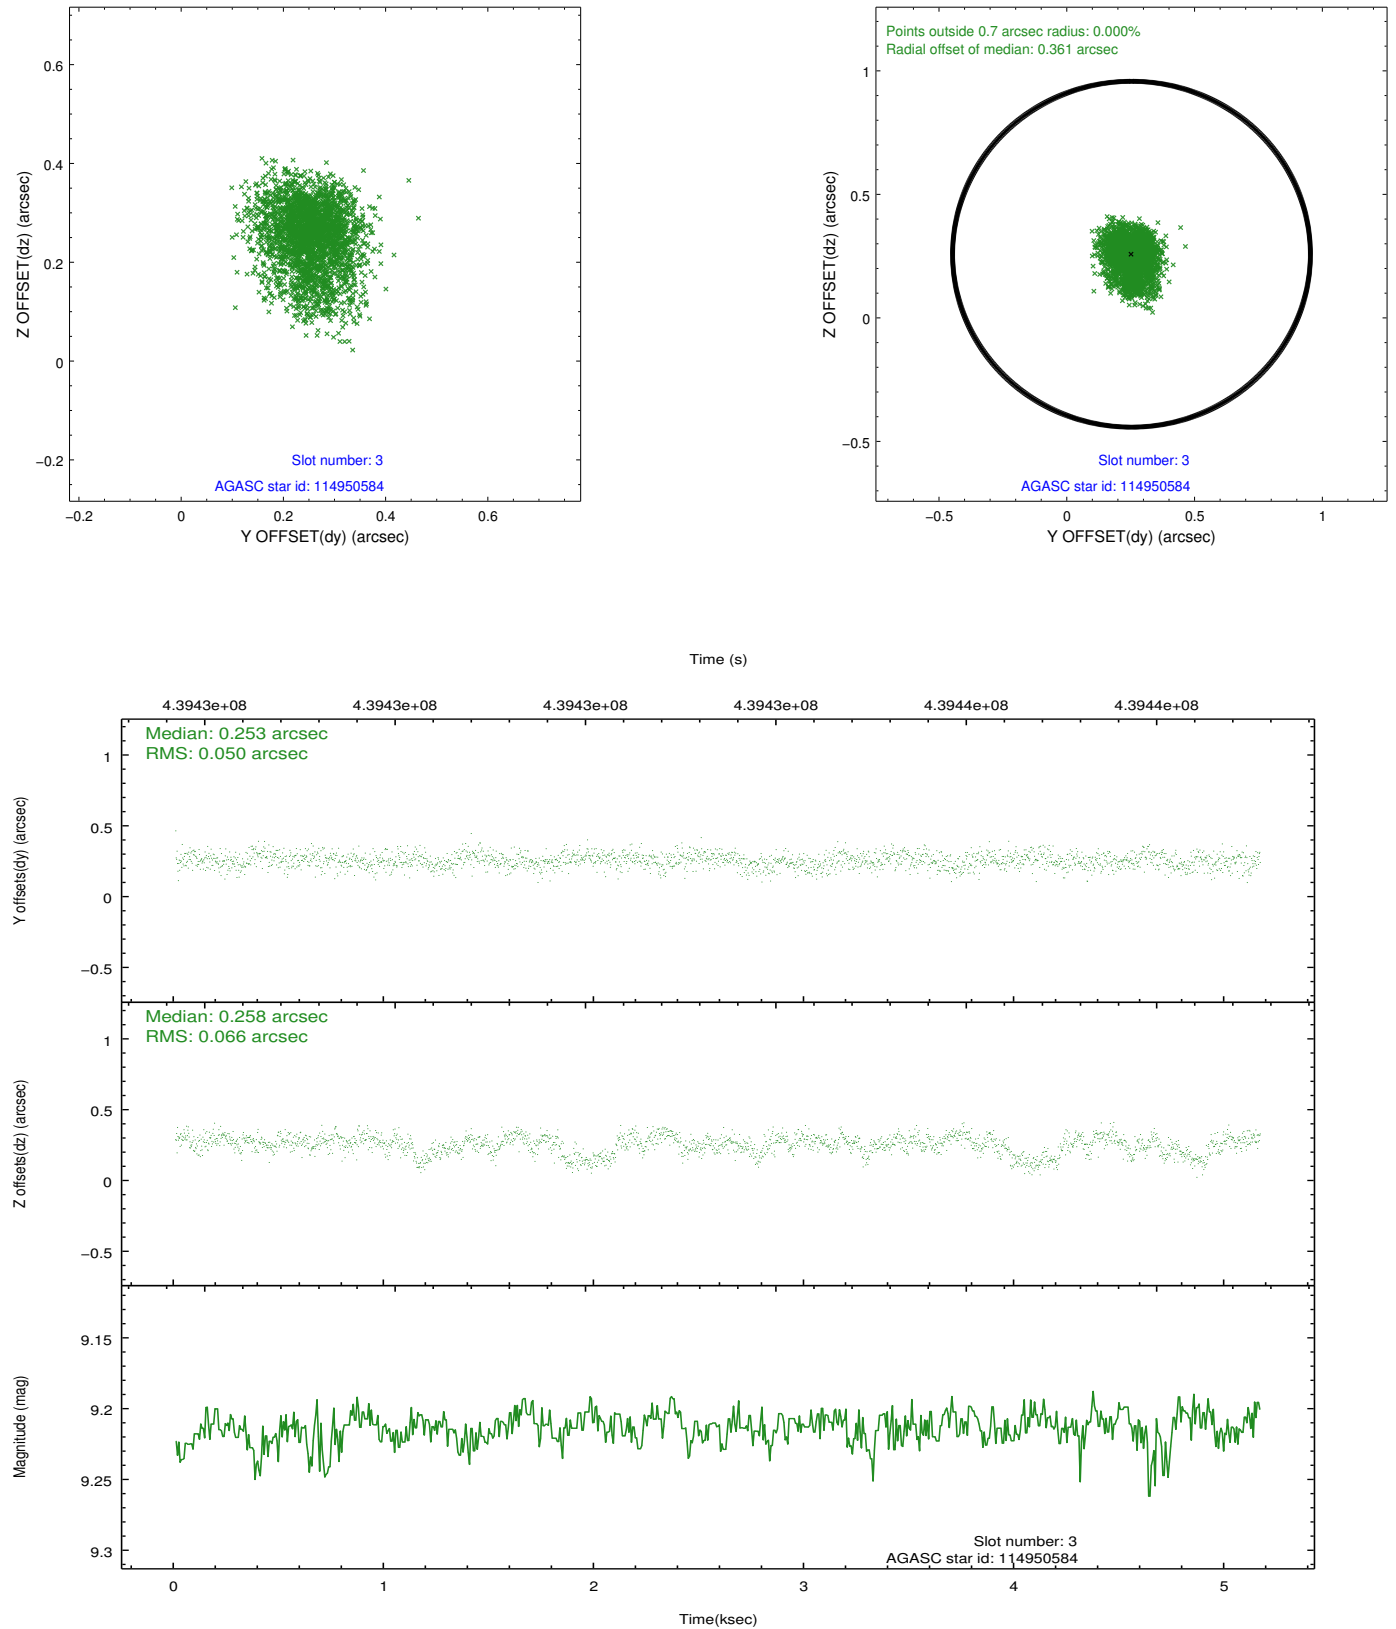 0.6
0.4
0.2
0
−0.2
−0.2
0
0.2
0.4
0.6
Z OFFSET(dz) (arcsec)
Y OFFSET(dy) (arcsec)
Slot number: 3
AGASC star id: 114950584
Points outside 0.7 arcsec radius: 0.000%
Radial offset of median: 0.361 arcsec
1
0.5
0
−0.5
−0.5
0
0.5
1
Z OFFSET(dz) (arcsec)
Y OFFSET(dy) (arcsec)
Slot number: 3
AGASC star id: 114950584
Time (s)
4.3943e+08
4.3943e+08
4.3943e+08
4.3943e+08
4.3944e+08
4.3944e+08
Median: 0.253 arcsec
RMS: 0.050 arcsec
1
0.5
0
−0.5
Y offsets(dy) (arcsec)
Median: 0.258 arcsec
RMS: 0.066 arcsec
1
0.5
0
−0.5
Z offsets(dz) (arcsec)
9.15
9.2
9.25
9.3
Magnitude (mag)
Slot number: 3
AGASC star id: 114950584
0
1
2
3
4
5
Time(ksec)